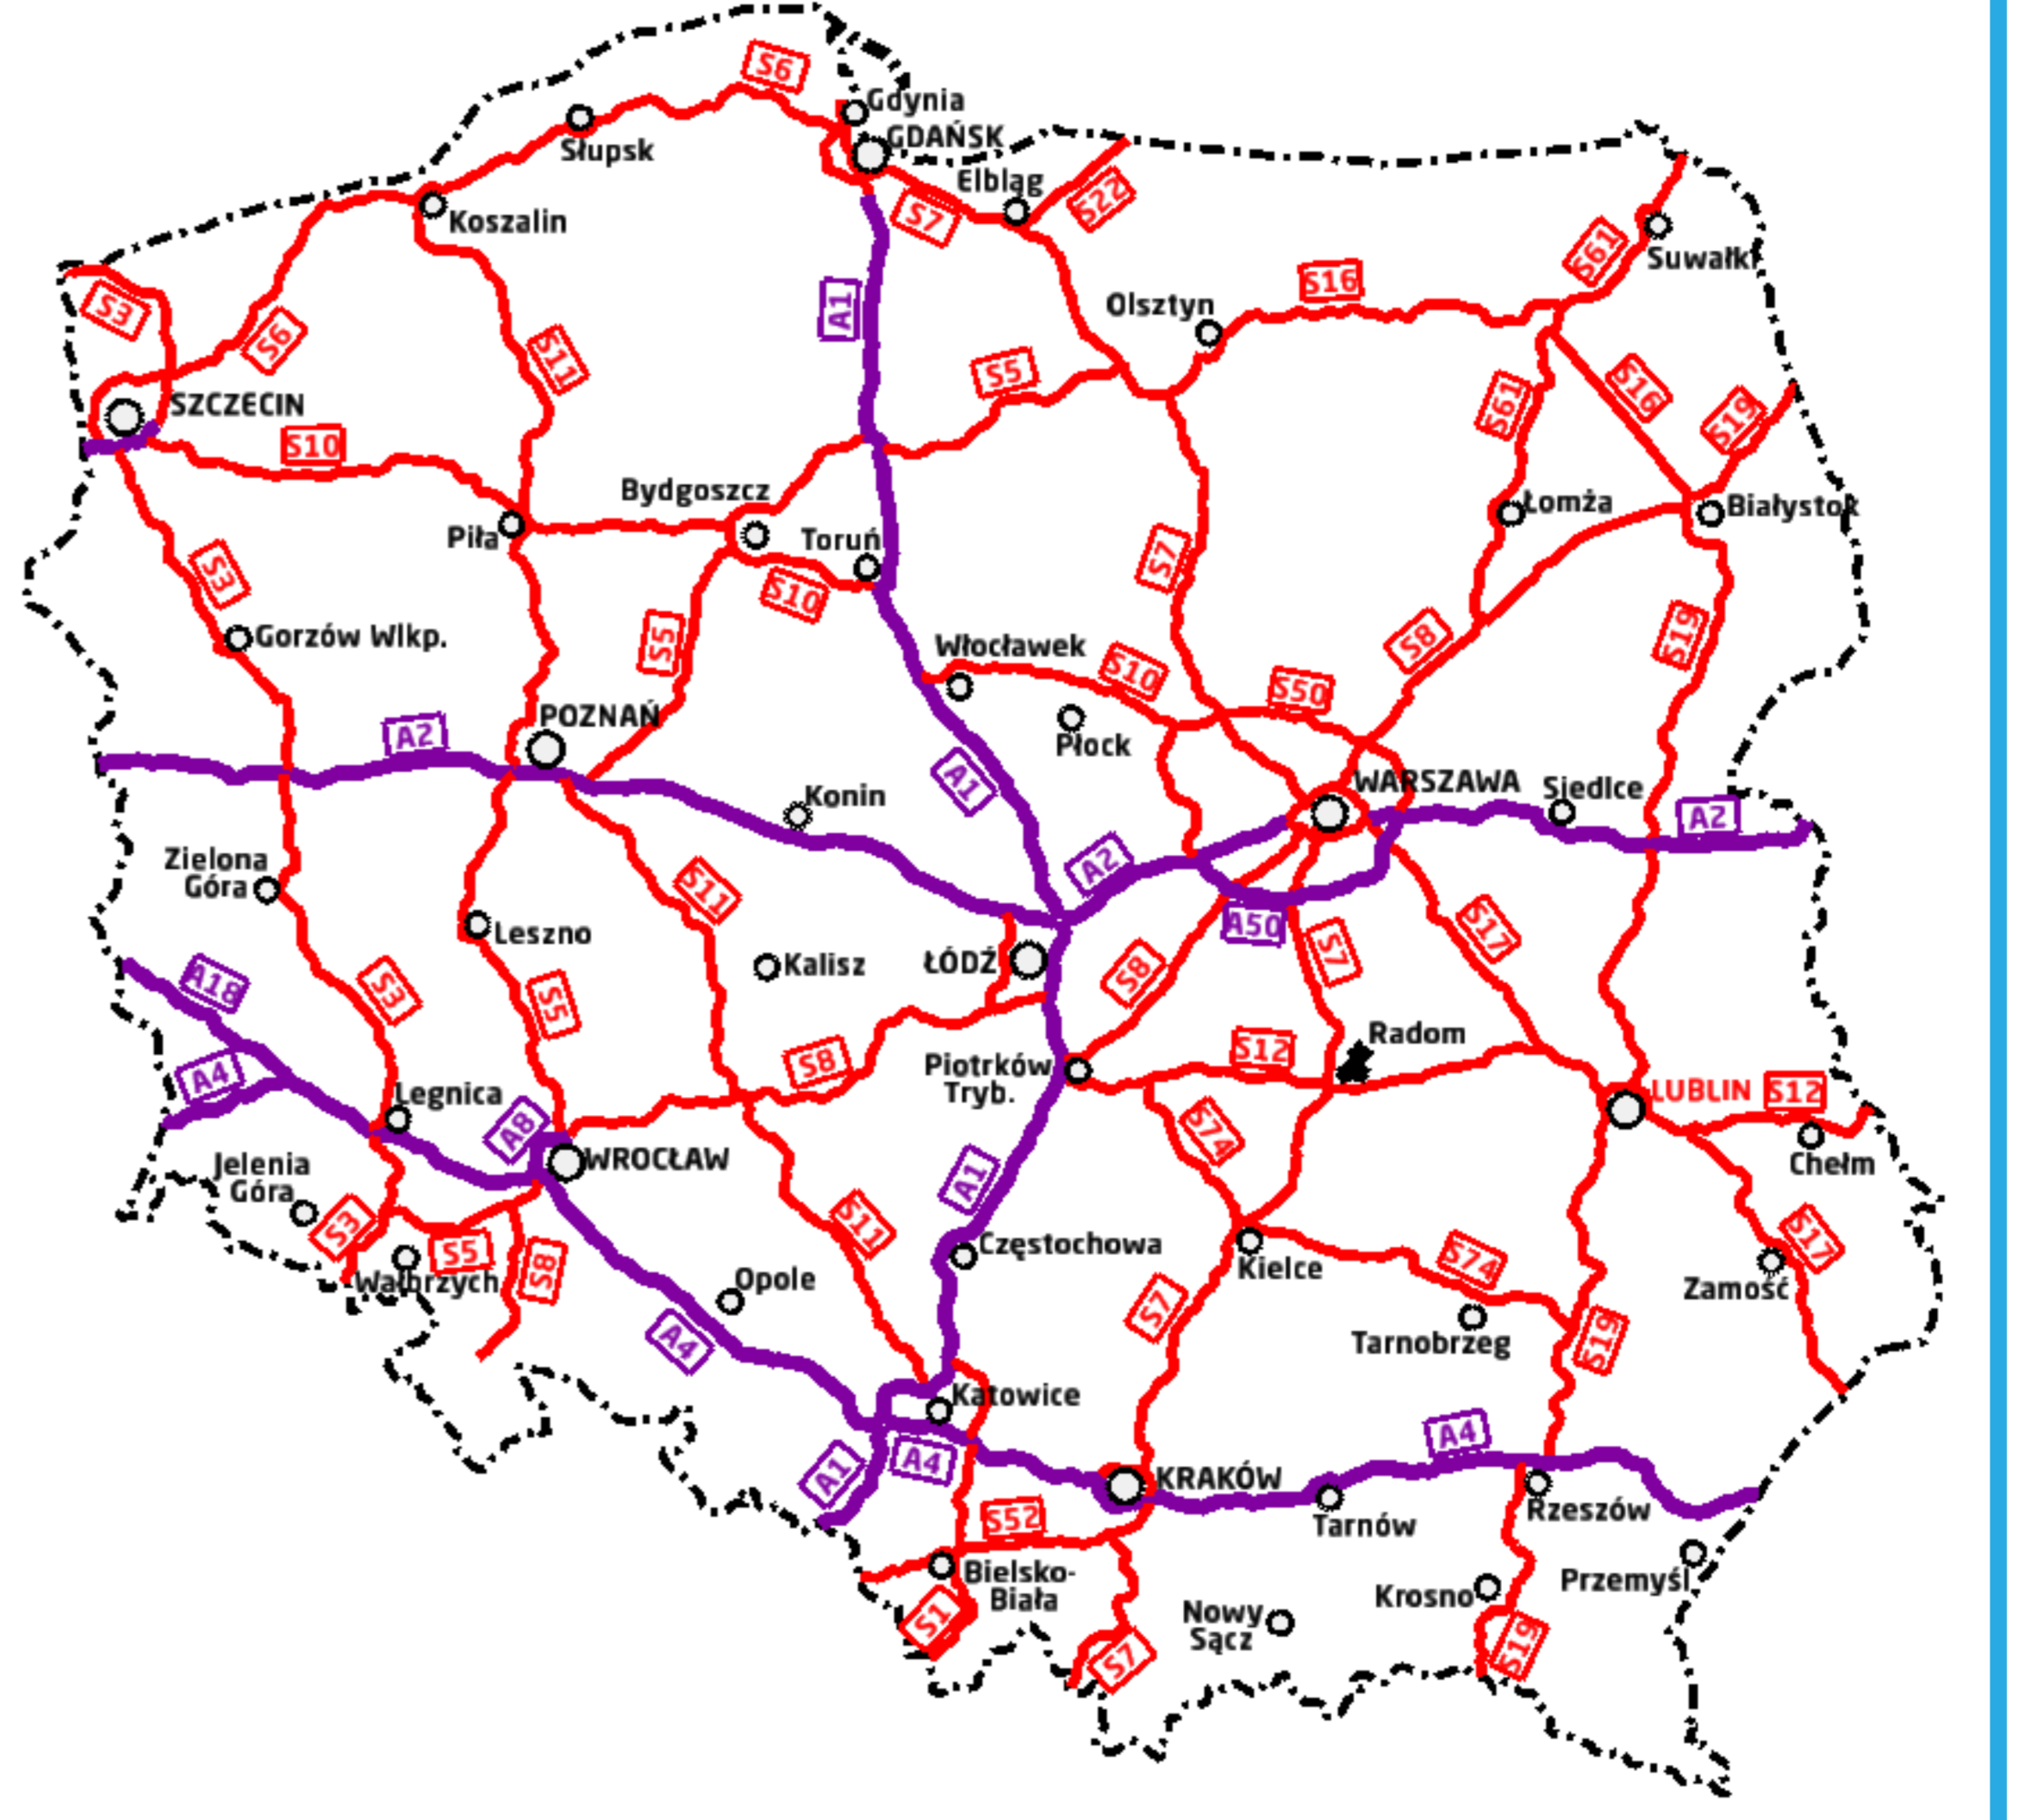 S6
Gdynia
GDAŃSK
Słupsk
Elbląg
S22
S7
Koszalin
S61
Suwałki
S3
S6
A1
Olsztyn
S16
S11
S5
S61
S16
S19
SZCZECIN
S10
Bydgoszcz
Łomża
Białystok
Piła
Toruń
S7
S3
S10
Gorzów Wlkp.
S5
Włocławek
S10
S8
S19
S50
POZNAŃ
A2
Płock
A1
WARSZAWA
Siedlce
A2
Konin
Zielona
Góra
A2
S11
S17
A50
Leszno
Kalisz
ŁÓDŹ
S8
S7
A18
S3
S5
Radom
S8
Piotrków
Tryb.
S12
A4
Legnica
LUBLIN
S12
A8
S74
WROCŁAW
Chełm
Jelenia
Góra
A1
S3
S5
S11
Częstochowa
S17
Kielce
S74
Wałbrzych
S8
Opole
Zamość
S7
Tarnobrzeg
S19
A4
Katowice
A4
A1
A4
KRAKÓW
Rzeszów
S52
Tarnów
Bielsko-
Biała
Krosno
Przemyśl
S1
Nowy
Sącz
S7
S19